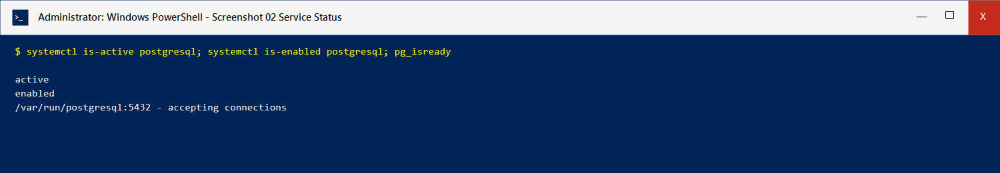 Administrator: Windows PowerShell - Screenshot 02 Service Status
X
$ systemctl is-active postgresql; systemctl is-enabled postgresql; pg_isready
active
enabled
/var/run/postgresql:5432 - accepting connections